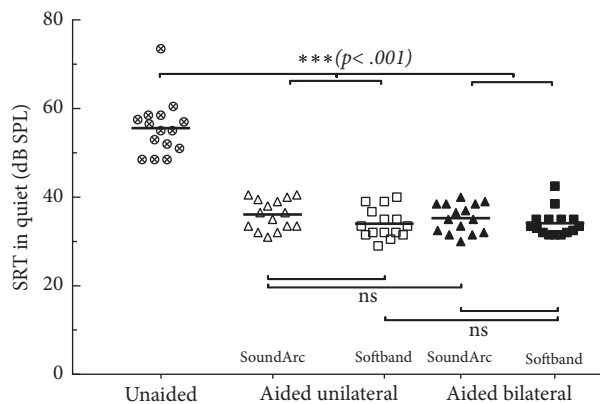 80
*** (p< .001)
60
SRT in quiet (dB SPL)
40
20
ns
ns
SoundArc Softband SoundArc Softband
0
Unaided Aided unilateral Aided bilateral